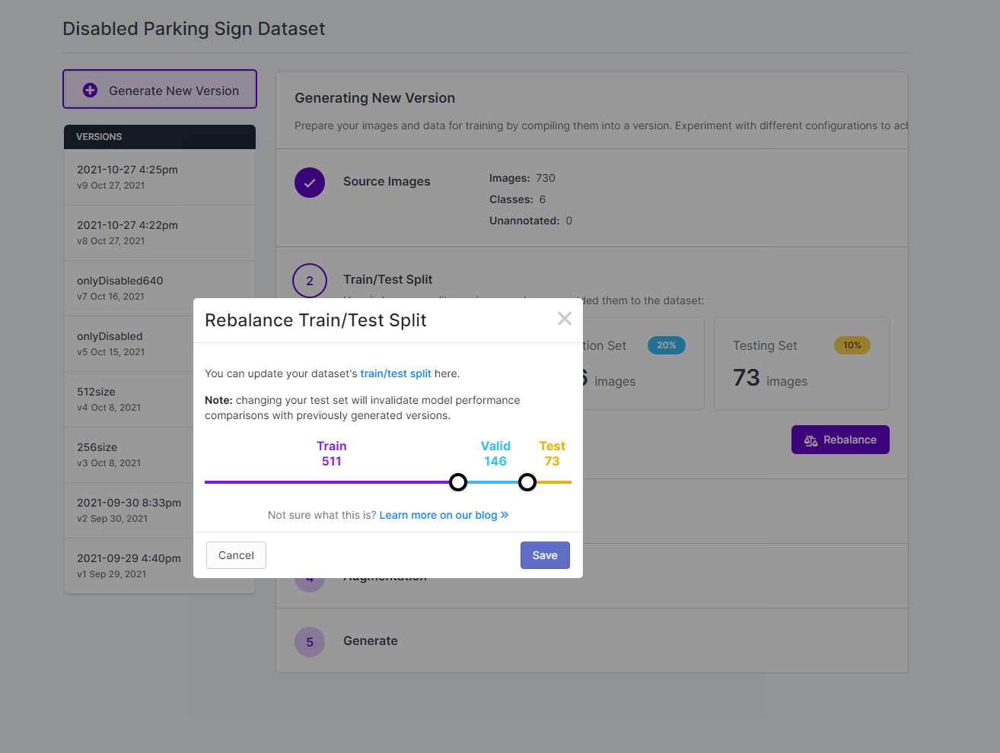 Disabled Parking Sign Dataset
Generate New Version
VERSIONS
2021-10-27 4:25pm
v9 Oct 27, 2021
2021-10-27 4:22pm
v8 Oct 27, 2021
onlyDisabled640
v7 Oct 16, 2021
onlyDisabled
v5 Oct 15, 2021
512size
v4 Oct 8, 2021
256size
v3 Oct 8, 2021
2021-09-30 8:33pm
v2 Sep 30, 2021
2021-09-29 4:40pm
v1 Sep 29, 2021
Generating New Version
Prepare your images and data for training by compiling them into a version. Experiment with different configurations to
Source Images
Images: 730
Classes: 6
Unannotated: 0
2
Train/Test Split
them to the dataset:
Set 20%
images
Testing Set 10%
73 images
Rebalance
Rebalance Train/Test Split
You can update your dataset's train/test split here.
Note: changing your test set will invalidate model performance
comparisons with previously generated versions.
Train Valid Test
511 146 73
Not sure what this is? Learn more on our blog »
Cancel
Save
4
Augmentation
5
Generate